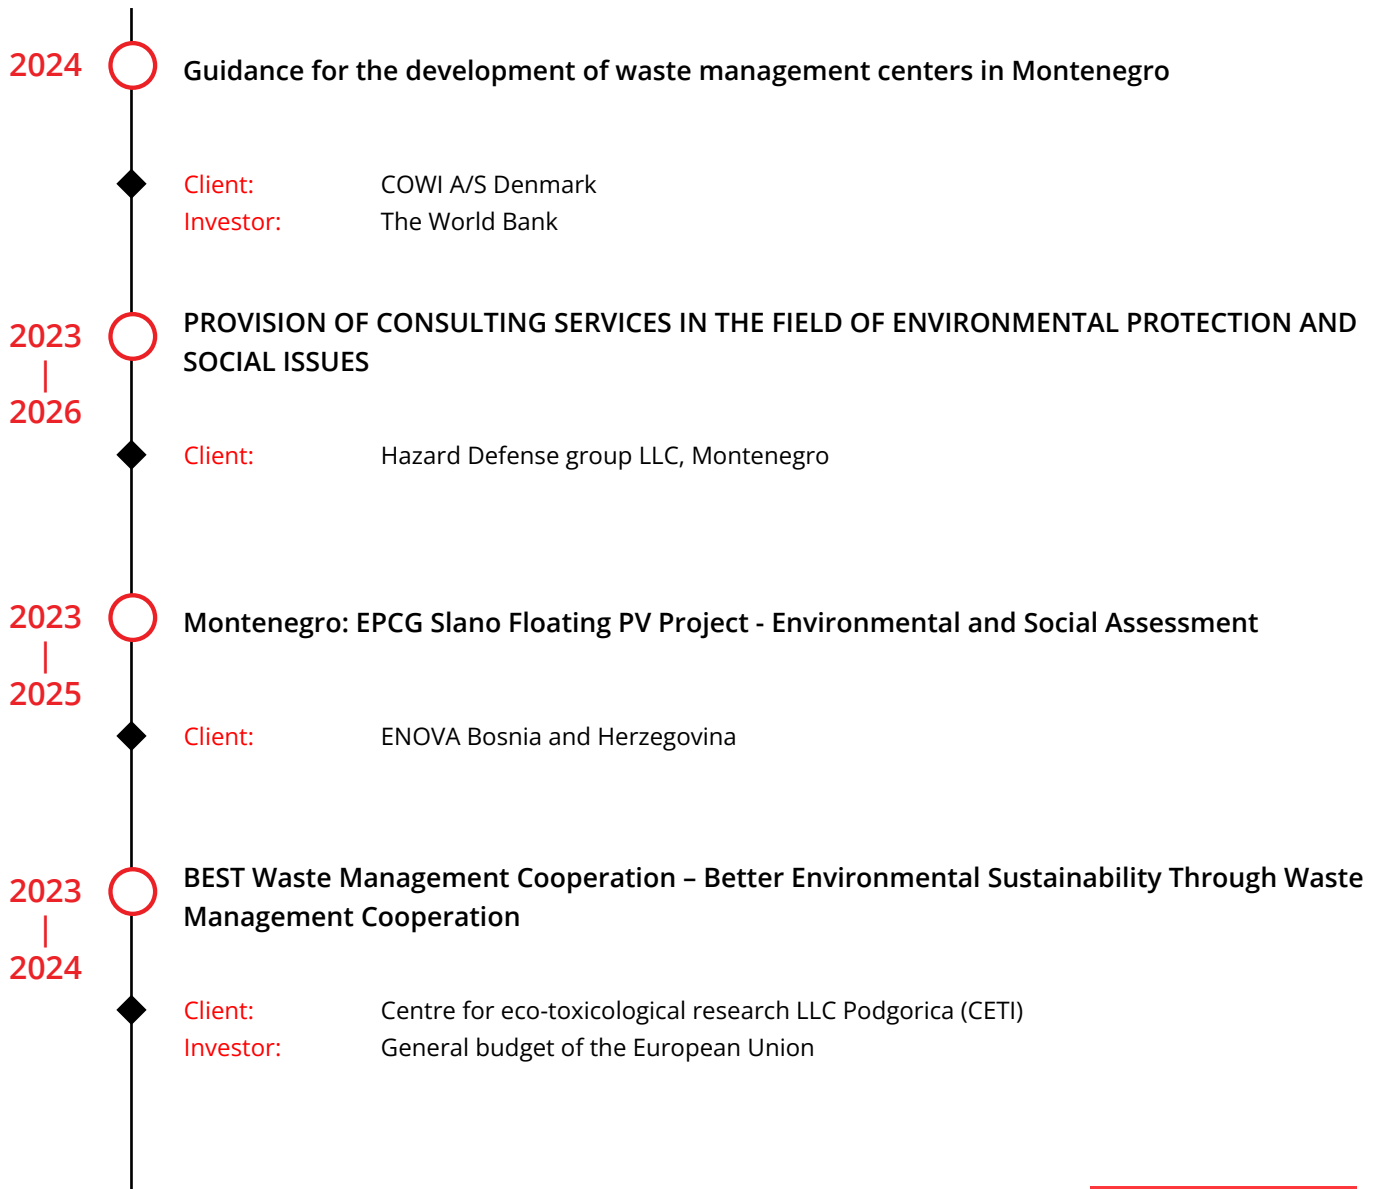 2024
Guidance for the development of waste management centers in Montenegro
Client: COWI A/S Denmark
Investor: The World Bank
2023
|
2026
PROVISION OF CONSULTING SERVICES IN THE FIELD OF ENVIRONMENTAL PROTECTION AND
SOCIAL ISSUES
Client: Hazard Defense group LLC, Montenegro
2023
|
2025
Montenegro: EPCG Slano Floating PV Project - Environmental and Social Assessment
Client: ENOVA Bosnia and Herzegovina
2023
|
2024
BEST Waste Management Cooperation – Better Environmental Sustainability Through Waste
Management Cooperation
Client: Centre for eco-toxicological research LLC Podgorica (CETI)
Investor: General budget of the European Union